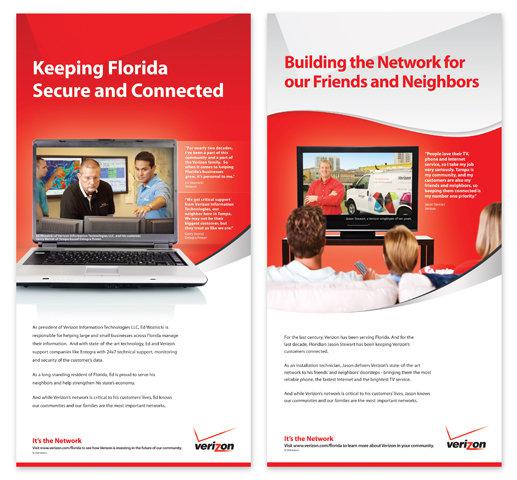 Keeping Florida
Secure and Connected
"For nearly two decades,
I've been a part of this
community and a part of
the Verizon family. So
when it comes to helping
Florida's businesses
grow, it's personal to me."
Ed Woznicki
Verizon
"We get critical support
from Verizon Information
Technologies, our
neighbor here in Tampa.
We may not be their
biggest customer, but
they treat us like we are."
Entegra Power
As president of Verizon Information Technologies LLC, Ed Woznicki is
responsible for helping large and small businesses across Florida manage
their information. And with state-of-the-art technology, Ed and Verizon
support companies like Entegra with 24x7 technical support, monitoring
and security of the customer's data.
As a long standing resident of Florida, Ed is proud to serve his
neighbors and help strengthen his state's economy.
And while Verizon's network is critical to his customers' lives, Ed knows
our communities and our families are the most important networks.
It's the Network
Visit www.verizon.com/florida to see how Verizon is investing in the future of our community.
verizon
Building the Network for
our Friends and Neighbors
"People love their TV,
phone and Internet
service, so I take my job
very seriously. Tampa is
my community, and my
customers are also my
friends and neighbors, so
keeping them connected is
my number one priority."
Jason Stewart
Verizon
Jason Stewart, a Verizon employee of ten years.
For the last century, Verizon has been serving Florida. And for the
last decade, Floridian Jason Stewart has been keeping Verizon's
customers connected.
As an installation technician, Jason delivers Verizon's state-of-the-art
network to his friends' and neighbors' doorsteps - bringing them the most
reliable phone, the fastest Internet and the brightest TV service.
And while Verizon's network is critical to his customers' lives, Jason knows
our communities and our families are the most important networks.
It's the Network
Visit www.verizon.com/florida to learn more about Verizon in your community.
verizon